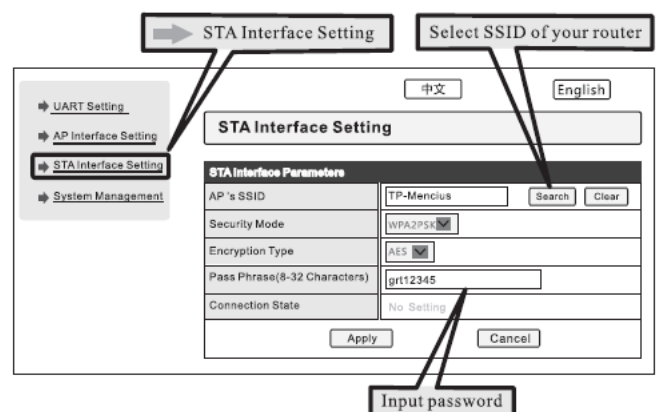 STA Interface Setting
Select SSID of your router
中文
English
UART Setting
AP Interface Setting
STA Interface Setting
System Management
STA Interface Setting
STA Interface Parameters
AP 's SSID
TP-Mencius
Search
Clear
Security Mode
WPA2PSK
Encryption Type
AES
Pass Phrase(8-32 Characters)
grt12345
Connection State
No Setting
Apply
Cancel
Input password